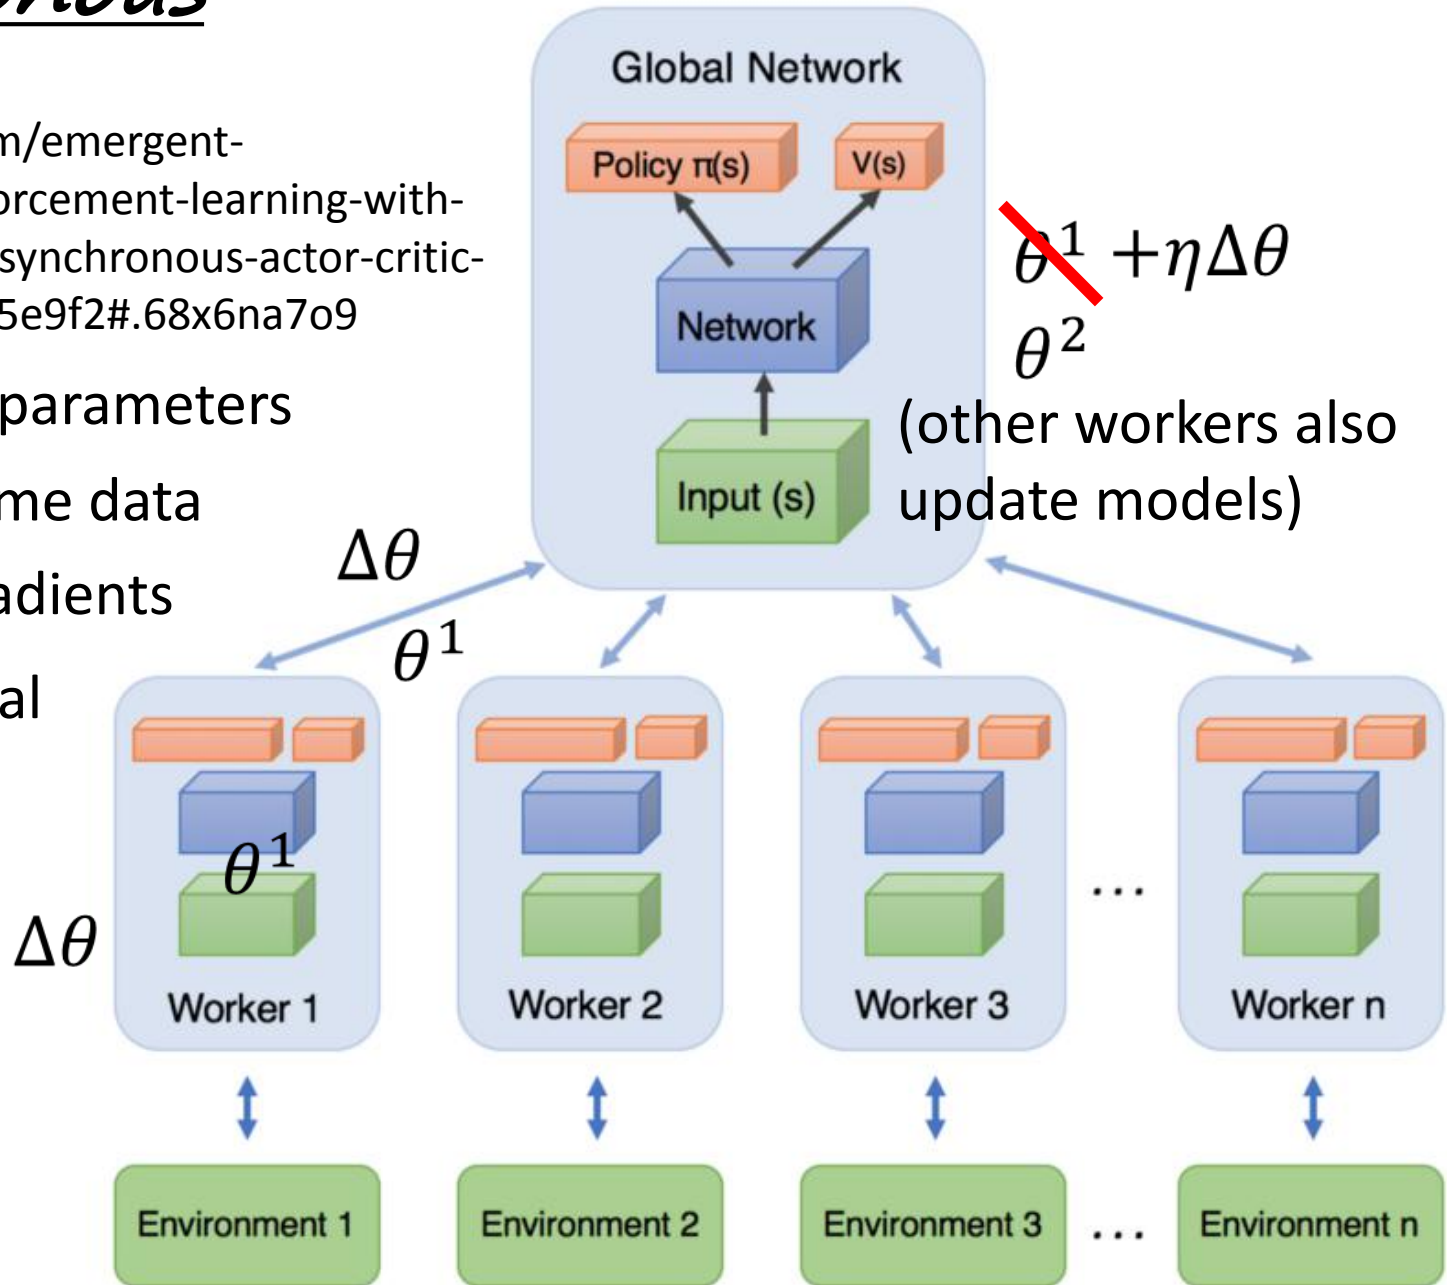 onous
m/emergent-
orcement-learning-with-
synchronous-actor-critic-
5e9f2#.68x6na7o9
parameters
me data
adients
al
Global Network
Policy π(s)
V(s)
Network
Input (s)
θ¹ +ηΔθ
θ²
(other workers also
update models)
Δθ
θ¹
θ¹
Δθ
Worker 1
Worker 2
Worker 3
...
Worker n
Environment 1
Environment 2
Environment 3
...
Environment n